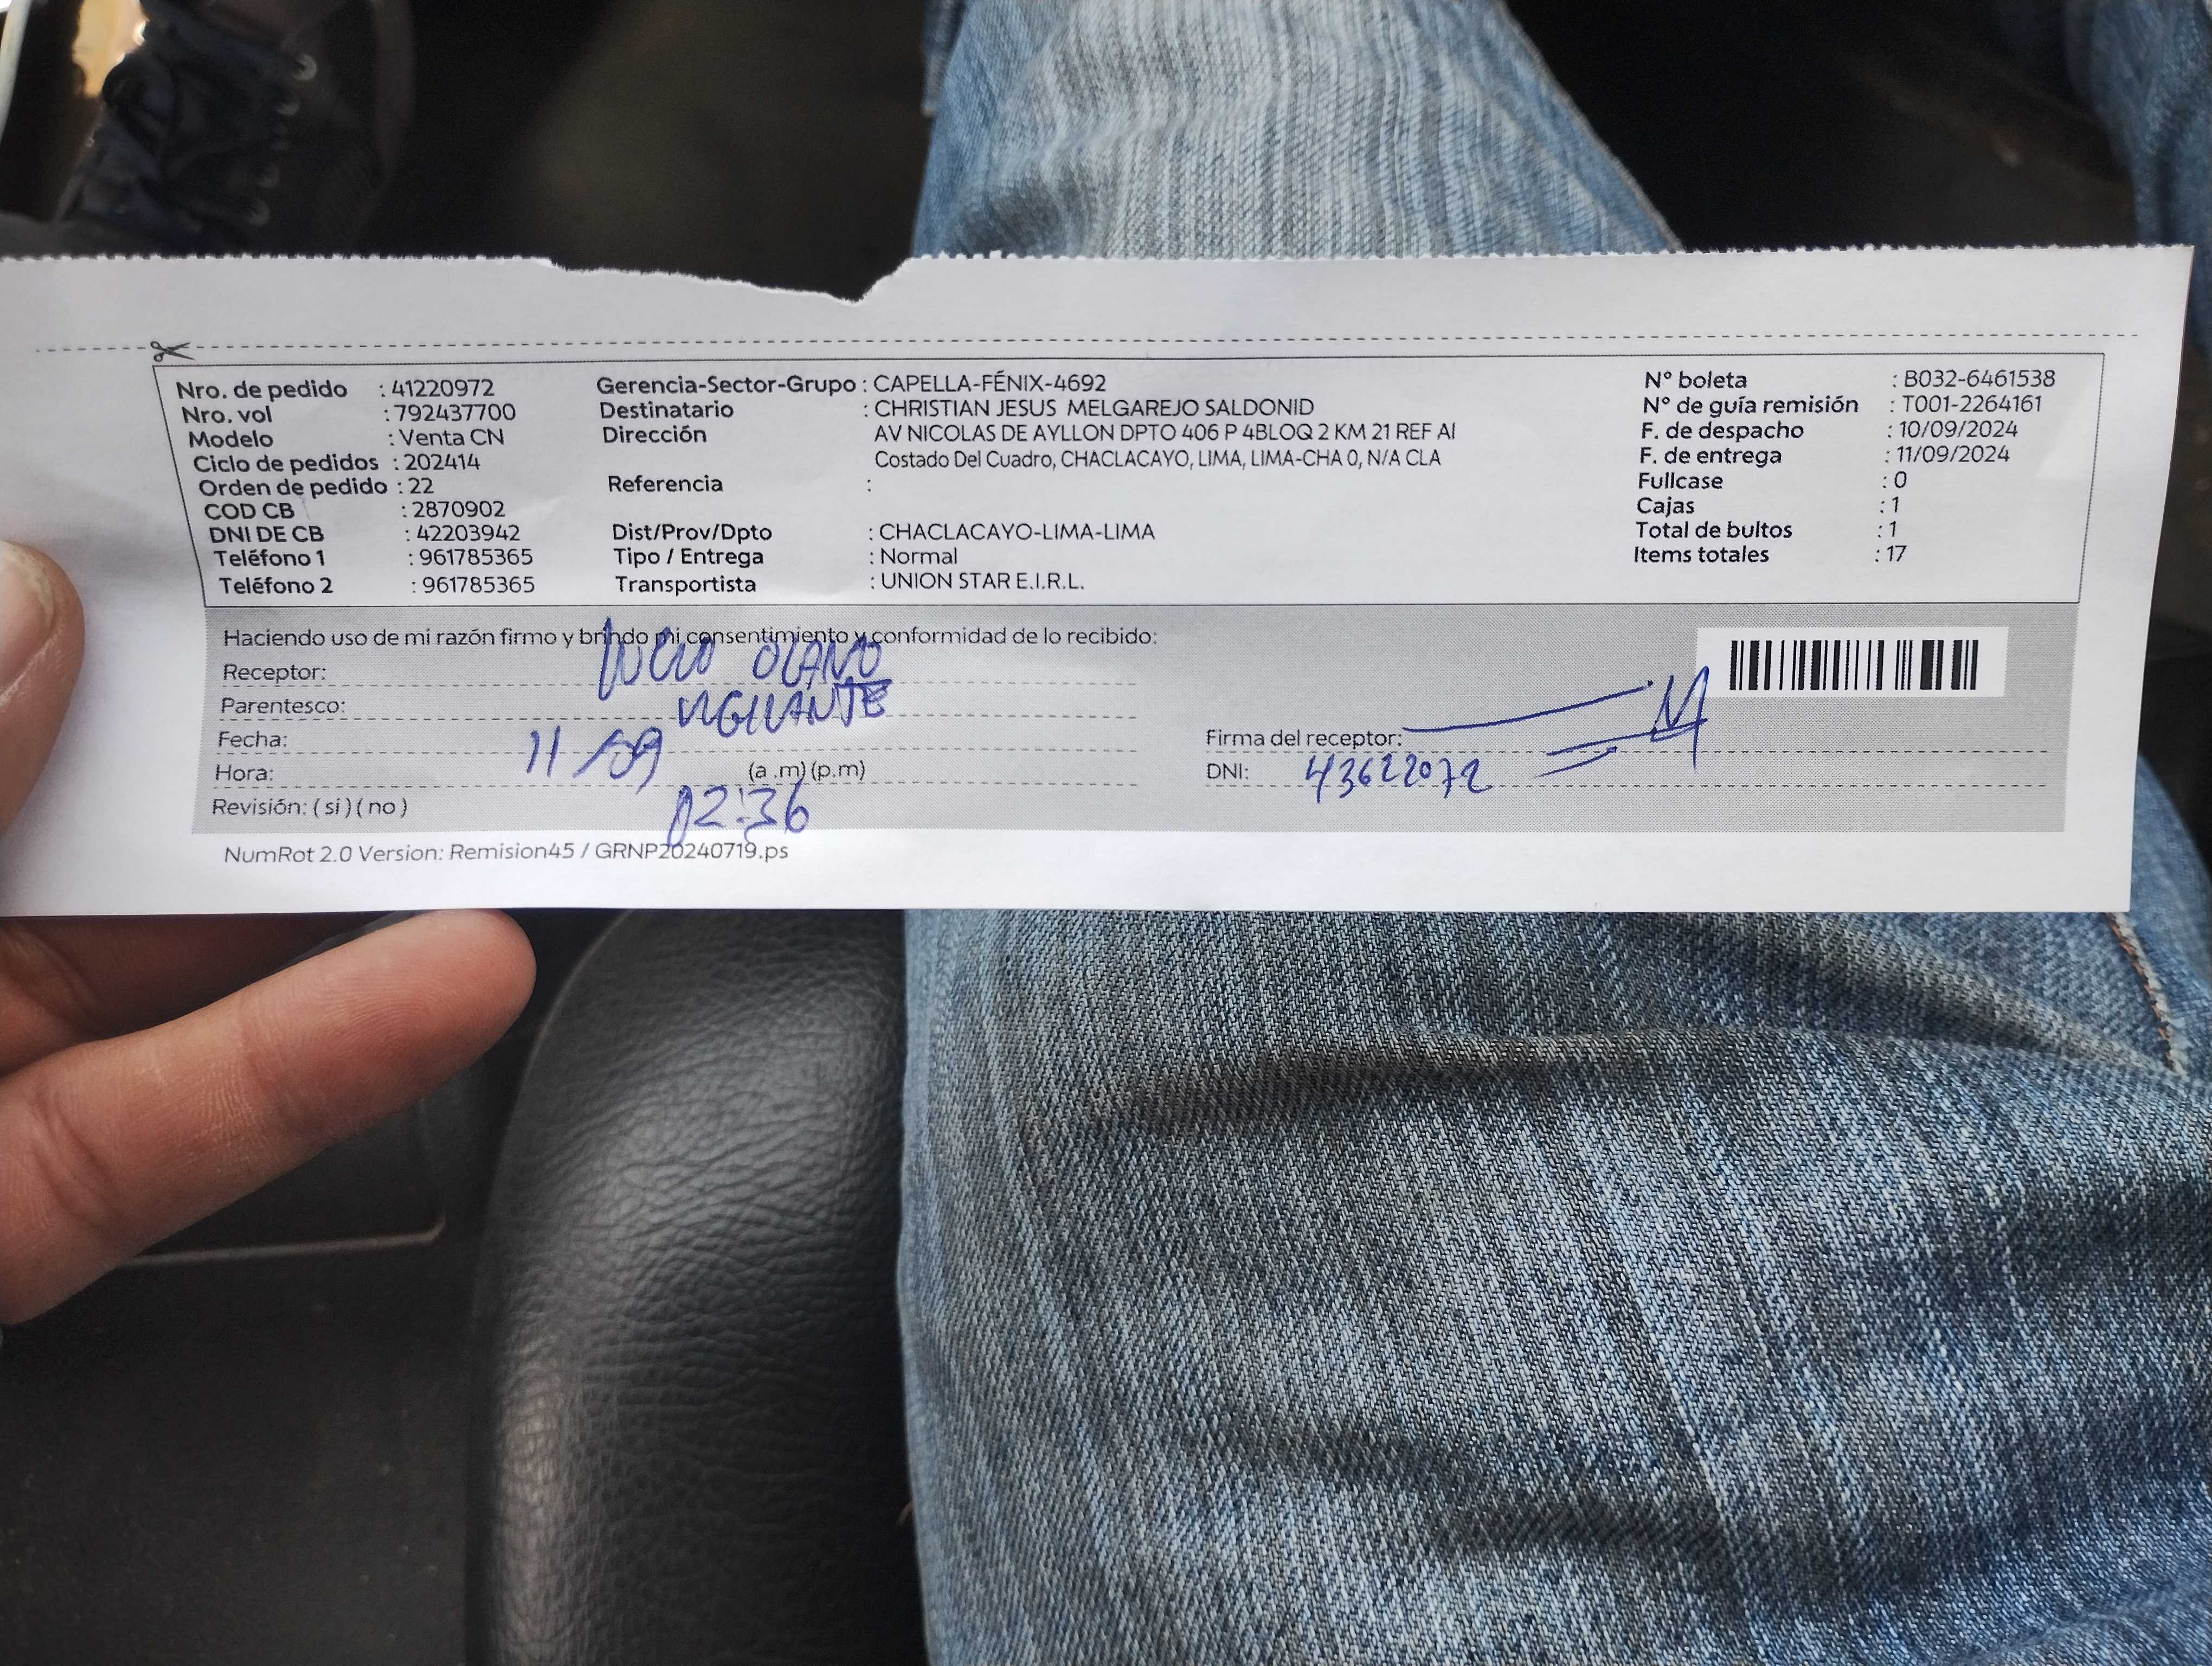 Nro. de pedido : 41220972
Nro. vol : 792437700
Modelo : Venta CN
Ciclo de pedidos : 202414
Orden de pedido : 22
COD CB : 2870902
DNI DE CB : 42203942
Teléfono 1 : 961785365
Teléfono 2 : 961785365
Gerencia-Sector-Grupo : CAPELLA-FÉNIX-4692
Destinatario : CHRISTIAN JESUS MELGAREJO SALDONID
Dirección AV NICOLAS DE AYLLON DPTO 406 P 4BLOQ 2 KM 21 REF Al
Costado Del Cuadro, CHACLACAYO, LIMA, LIMA-CHA 0, N/A CLA
Referencia :
Dist/Prov/Dpto : CHACLACAYO-LIMA-LIMA
Tipo / Entrega : Normal
Transportista : UNION STAR E.I.R.L.
N° boleta : B032-6461538
N° de guía remisión : T001-2264161
F. de despacho : 10/09/2024
F. de entrega : 11/09/2024
Fullcase : 0
Cajas : 1
Total de bultos : 1
Items totales : 17
Haciendo uso de mi razón firmo y brindo mi consentimiento y conformidad de lo recibido:
Receptor: OLANO
Parentesco: VIGILANTE
Fecha: 11/09
Hora: (a .m) (p.m)
02:36
Revisión: ( si ) ( no )
Firma del receptor:
DNI: 43622072
NumRot 2.0 Version: Remision45 / GRNP20240719.ps